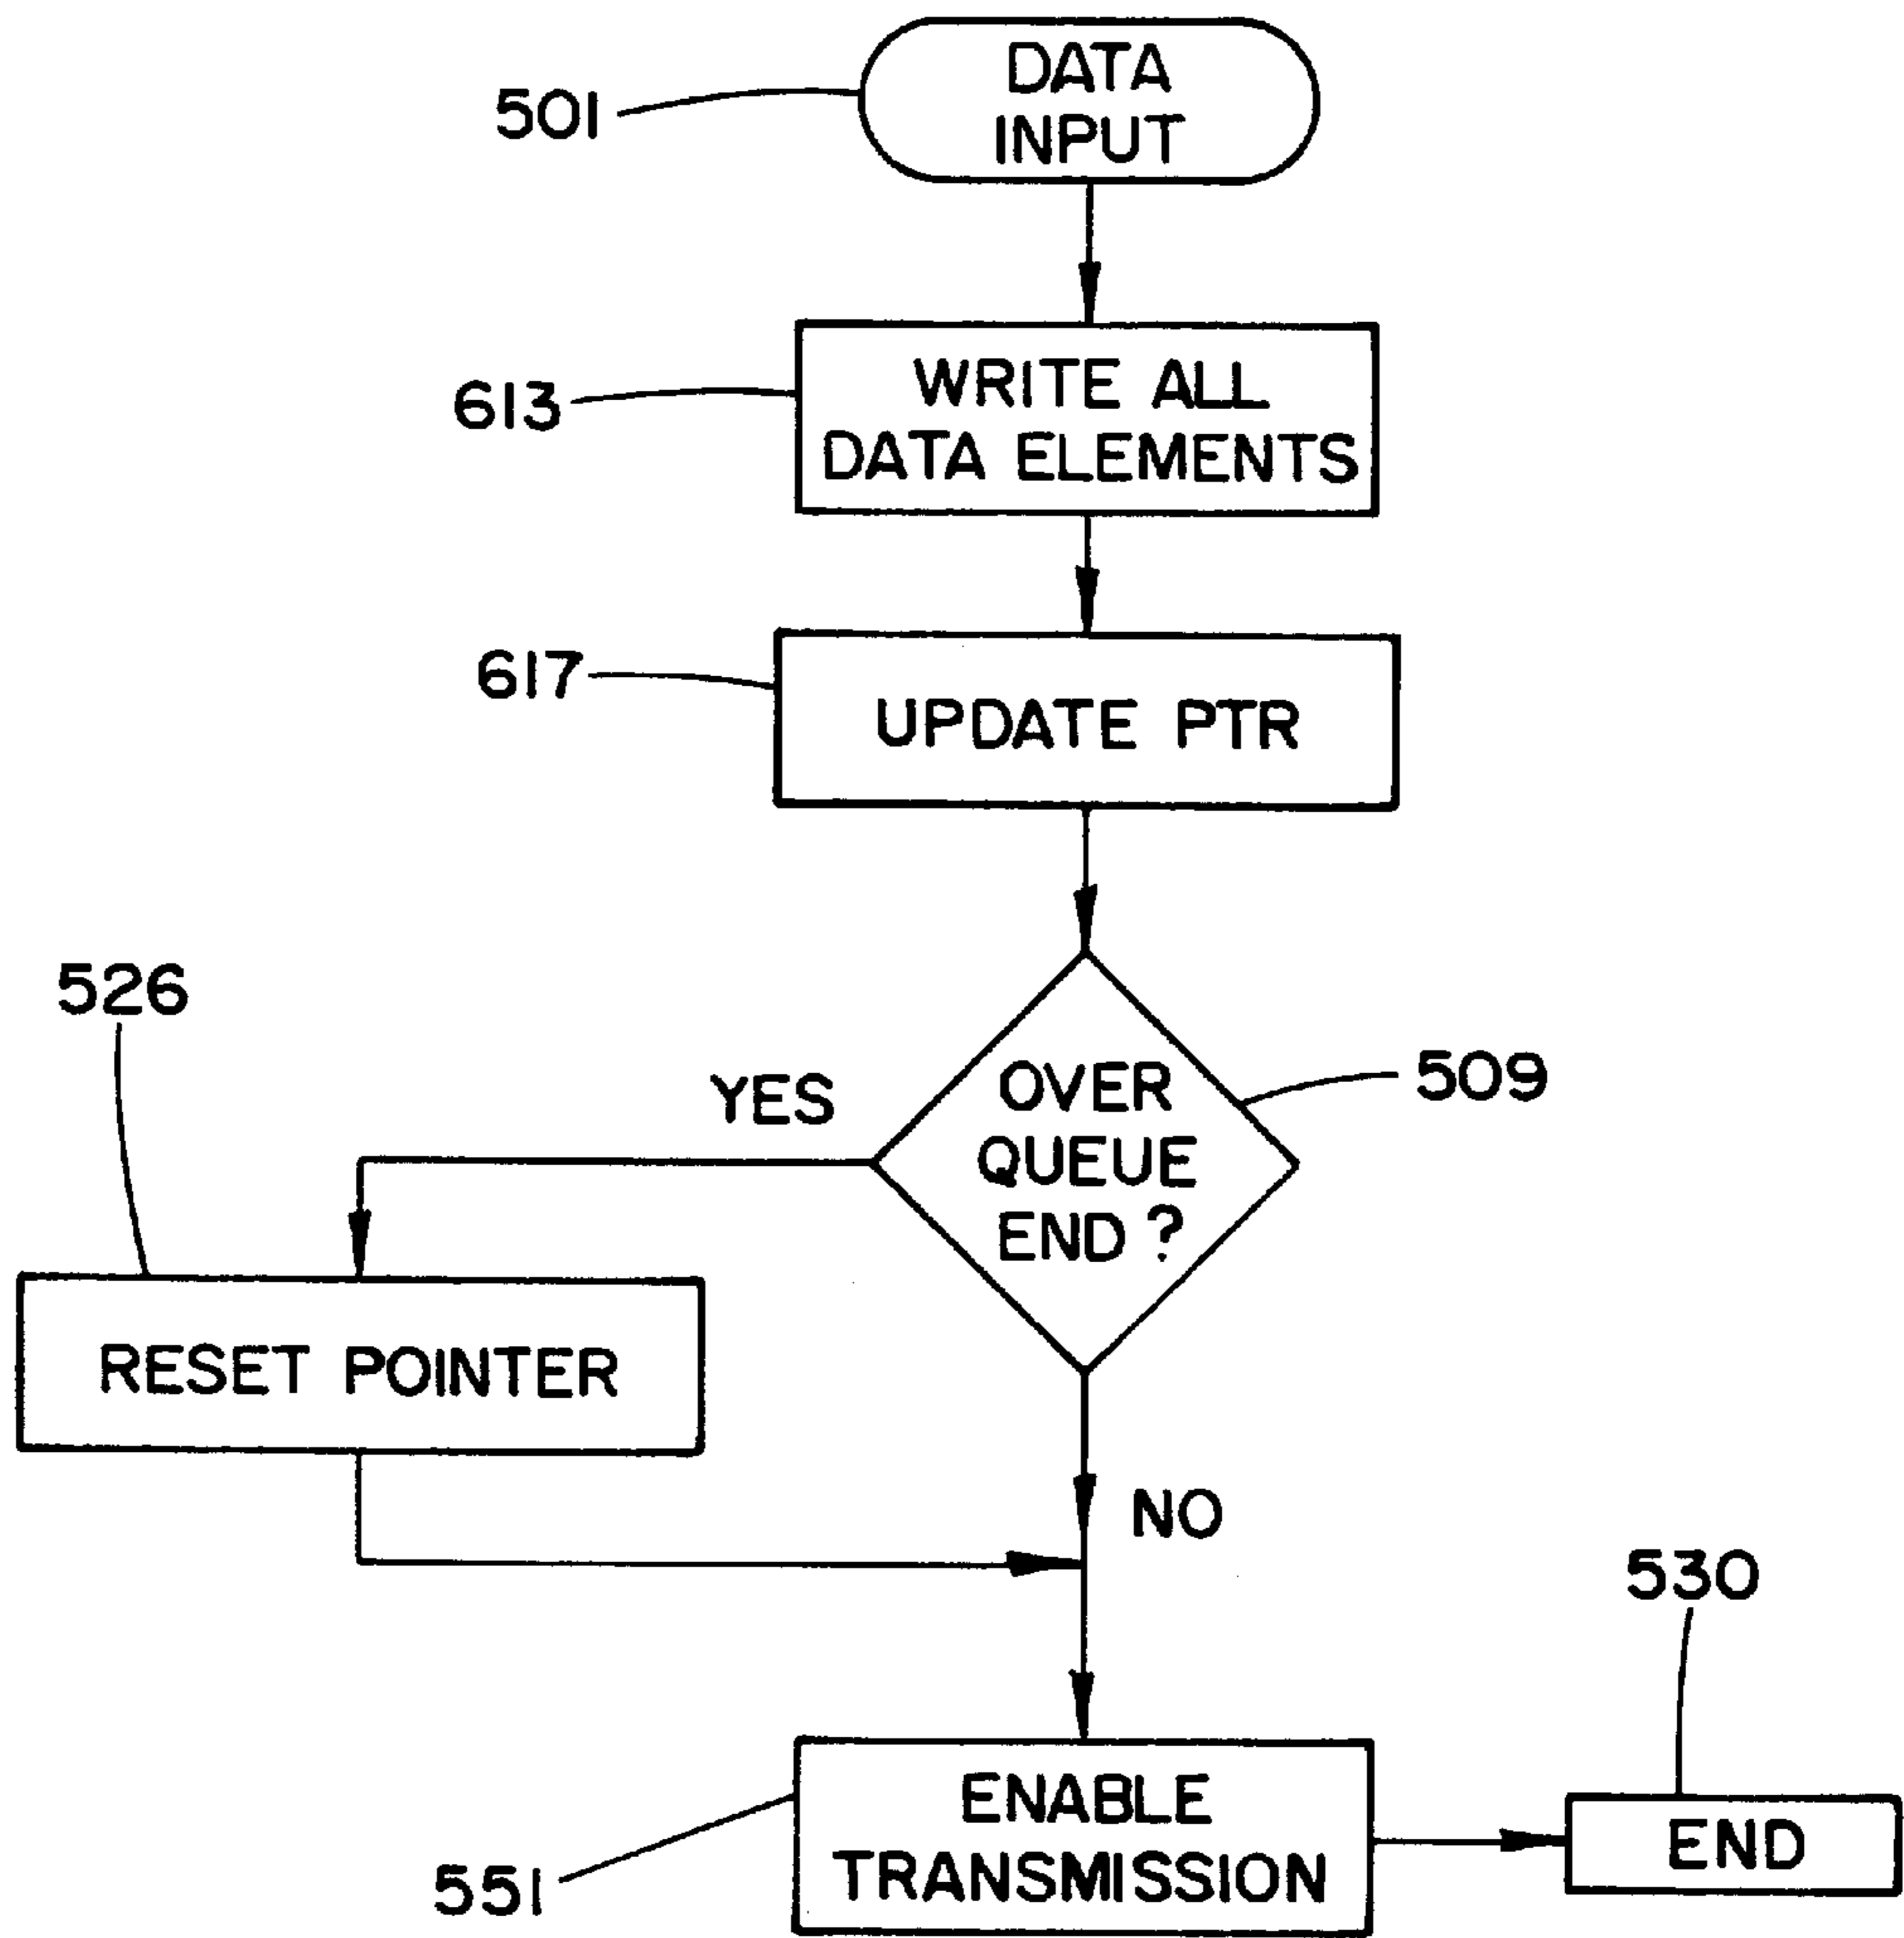 DATA
INPUT
501
WRITE ALL
DATA ELEMENTS
613
617
UPDATE PTR
526
YES
OVER
QUEUE
END ?
509
RESET POINTER
NO
530
ENABLE
TRANSMISSION
END
551